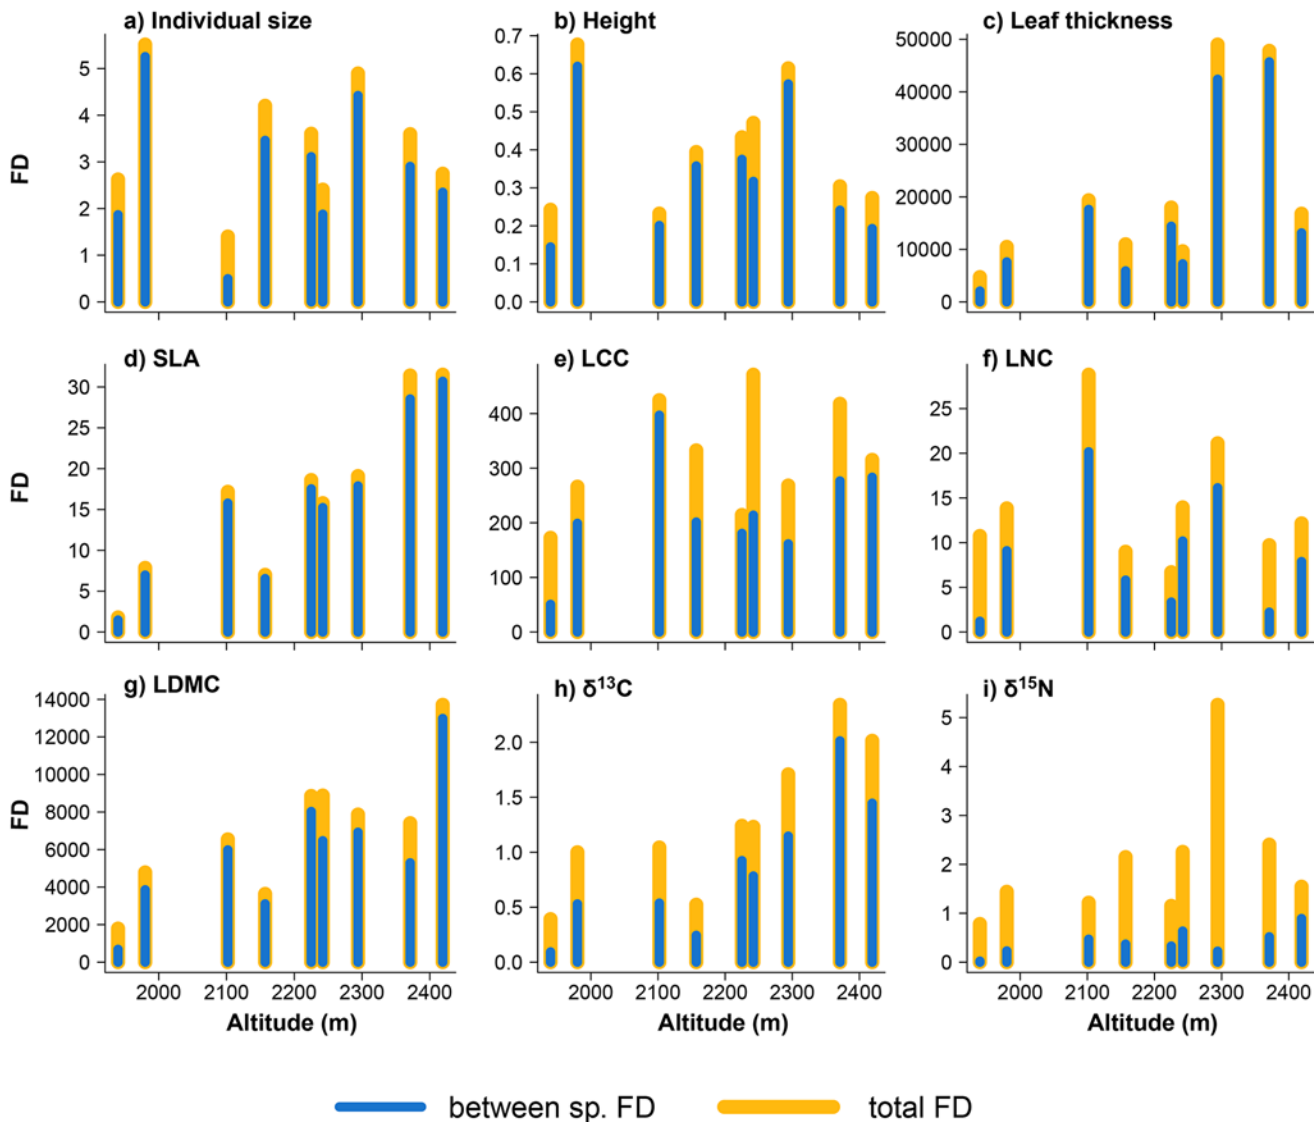 a) Individual size
b) Height
c) Leaf thickness
FD
5
4
3
2
1
0
0.7
0.6
0.5
0.4
0.3
0.2
0.1
0.0
50000
40000
30000
20000
10000
0
d) SLA
e) LCC
f) LNC
FD
30
25
20
15
10
5
0
400
300
200
100
0
25
20
15
10
5
0
g) LDMC
h) δ¹³C
i) δ¹⁵N
FD
14000
12000
10000
8000
6000
4000
2000
0
2.0
1.5
1.0
0.5
0.0
5
4
3
2
1
0
2000 2100 2200 2300 2400
2000 2100 2200 2300 2400
2000 2100 2200 2300 2400
Altitude (m)
Altitude (m)
Altitude (m)
between sp. FD
total FD